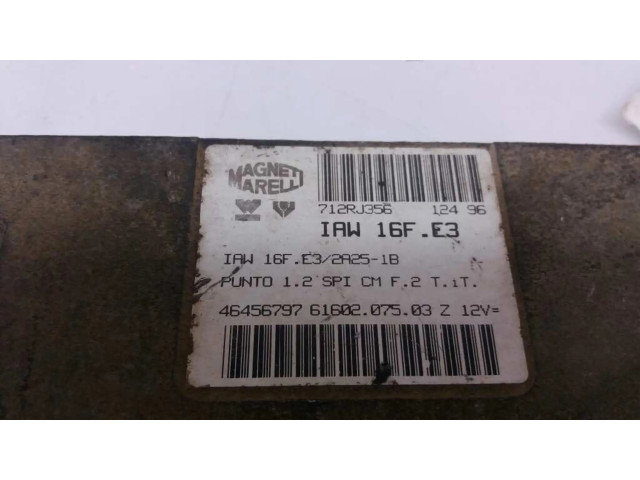 MAGNETI
MARELLI
712RJ356 124 96
IAW 16F.E3
IAW 16F.E3/2A25-1B
PUNTO 1.2 SPI CM F.2 T.iT.
46456797 61602.075.03 Z 12V=